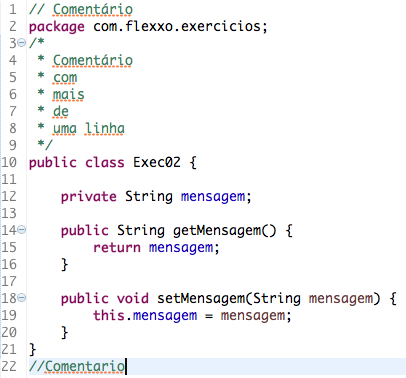 1 // Comentário
2 package com.flexxo.exercicios;
3 /*
4  * Comentário
5  * com
6  * mais
7  * de
8  * uma linha
9  */
10 public class Exec02 {
11
12     private String mensagem;
13
14     public String getMensagem() {
15         return mensagem;
16     }
17
18     public void setMensagem(String mensagem) {
19         this.mensagem = mensagem;
20     }
21 }
22 //Comentario